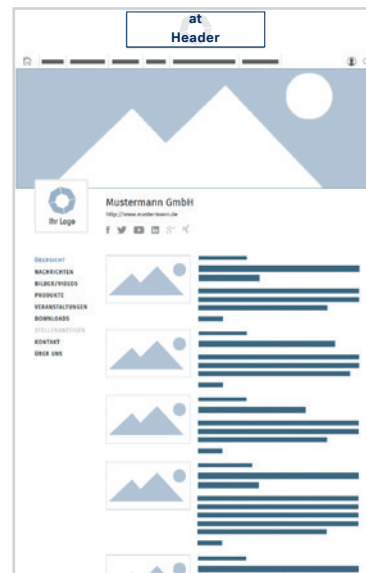 at
Header
Ihr Logo
Mustermann GmbH
http://www.mustermann.de
ÜBERSICHT
NACHRICHTEN
BILDER/VIDEOS
PRODUKTE
VERANSTALTUNGEN
DOWNLOADS
STELLENANZEIGEN
KONTAKT
ÜBER UNS